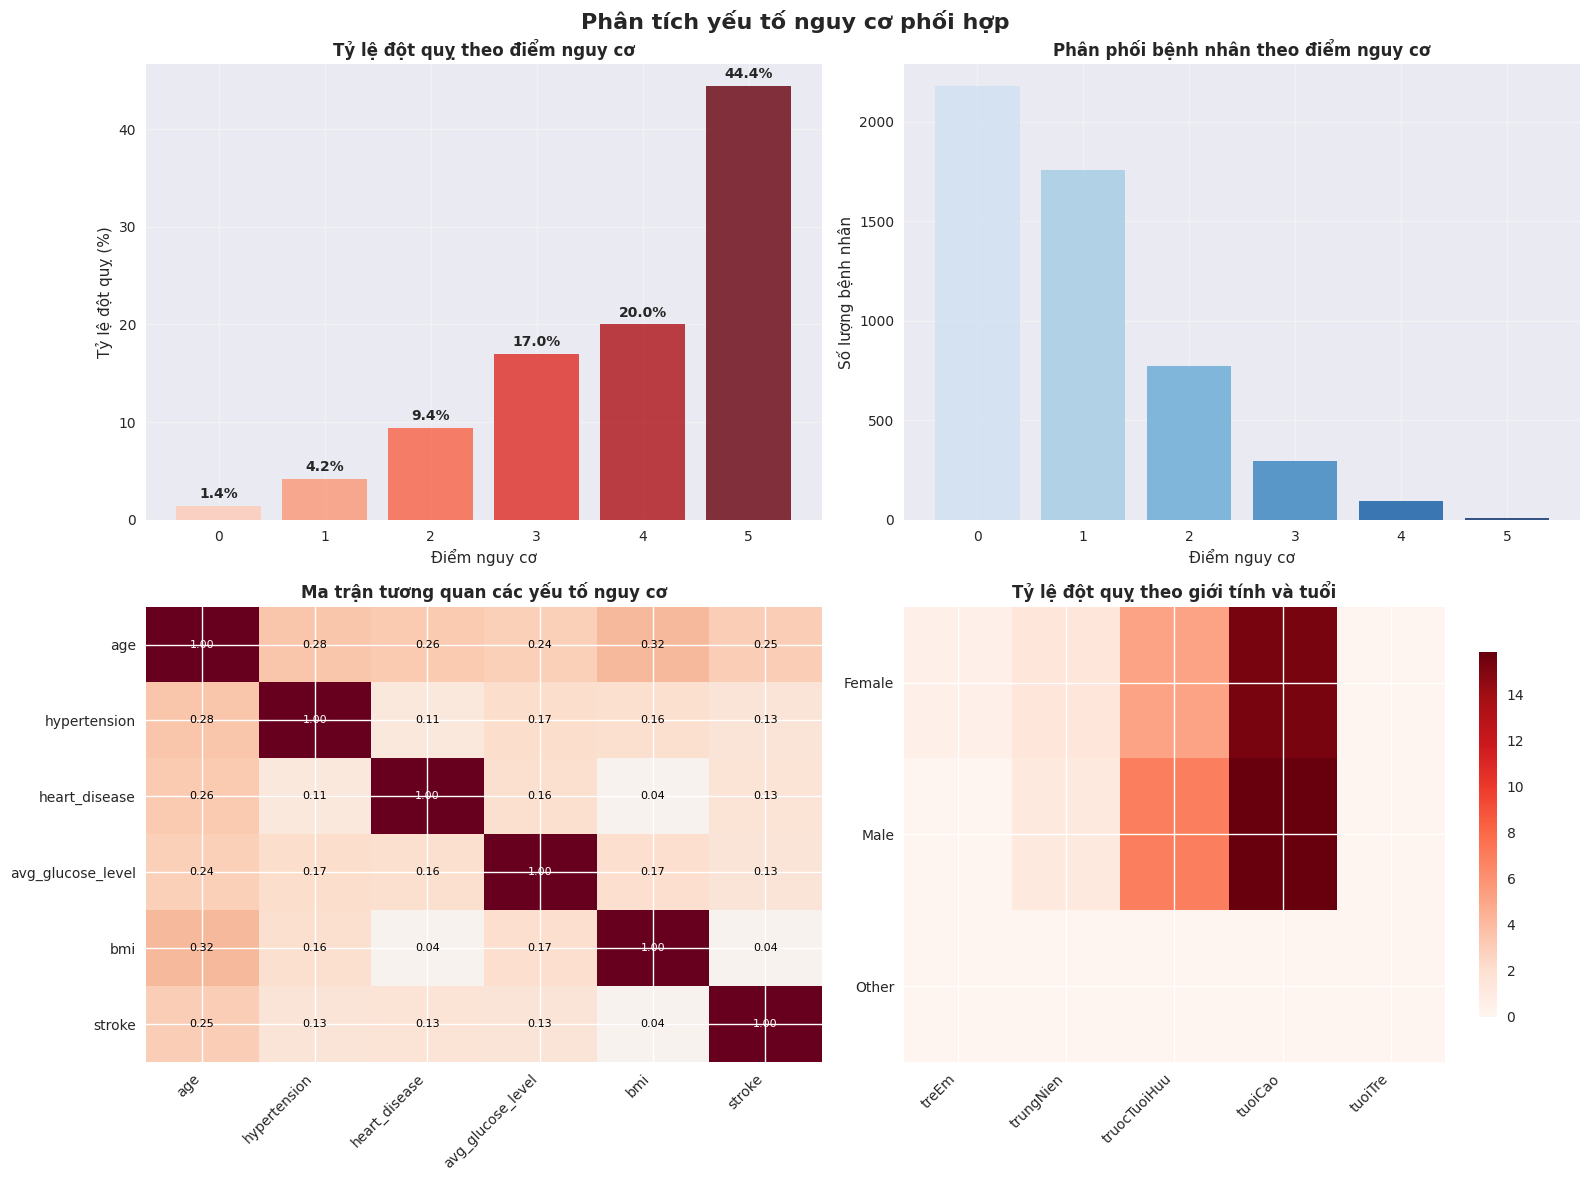 Phân tích yếu tố nguy cơ phối hợp
Tỷ lệ đột quỵ theo điểm nguy cơ
44.4%
40
30
20.0%
20
17.0%
9.4%
10
4.2%
1.4%
0
Tỷ lệ đột quỵ (%)
0 1 2 3 4 5
Điểm nguy cơ
Phân phối bệnh nhân theo điểm nguy cơ
2000
1500
1000
500
0
Số lượng bệnh nhân
0 1 2 3 4 5
Điểm nguy cơ
Ma trận tương quan các yếu tố nguy cơ
age 1.00 0.28 0.26 0.24 0.32 0.25
hypertension 0.28 1.00 0.11 0.17 0.16 0.13
heart_disease 0.26 0.11 1.00 0.16 0.04 0.13
avg_glucose_level 0.24 0.17 0.16 1.00 0.17 0.13
bmi 0.32 0.16 0.04 0.17 1.00 0.04
stroke 0.25 0.13 0.13 0.13 0.04 1.00
age hypertension heart_disease avg_glucose_level bmi stroke
Tỷ lệ đột quỵ theo giới tính và tuổi
Female
Male
Other
treEm trungNien truocTuoiHuu tuoiCao tuoiTre
14
12
10
8
6
4
2
0